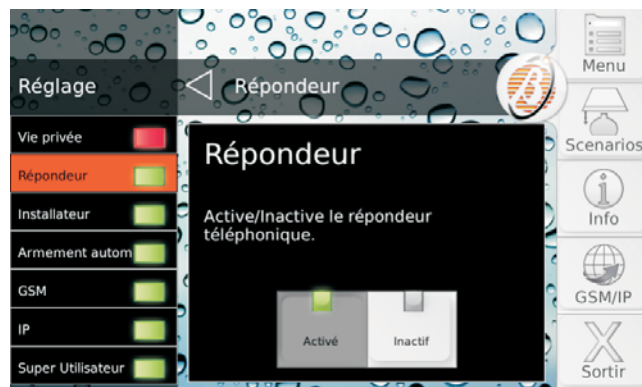 Réglage
Répondeur
Vie privée
Répondeur
Installateur
Armement autom
GSM
IP
Super Utilisateur
Répondeur
Active/Inactive le répondeur
téléphonique.
Activé
Inactif
Menu
Scenarios
Info
GSM/IP
Sortir